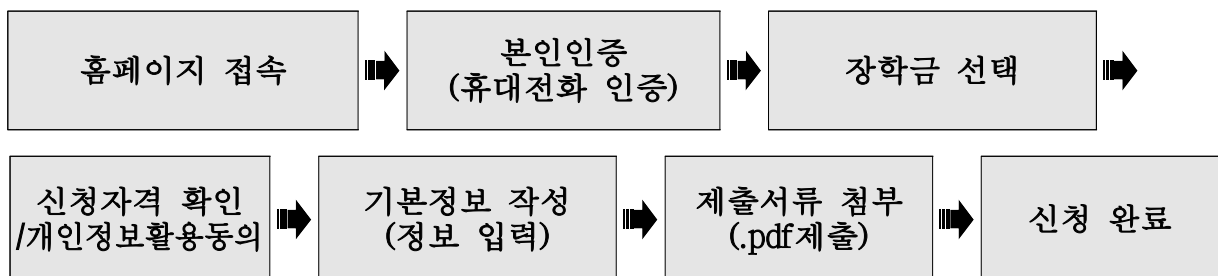 홈페이지 접속
본인인증
(휴대전화 인증)
장학금 선택
신청자격 확인
/개인정보활용동의
기본정보 작성
(정보 입력)
제출서류 첨부
(.pdf제출)
신청 완료